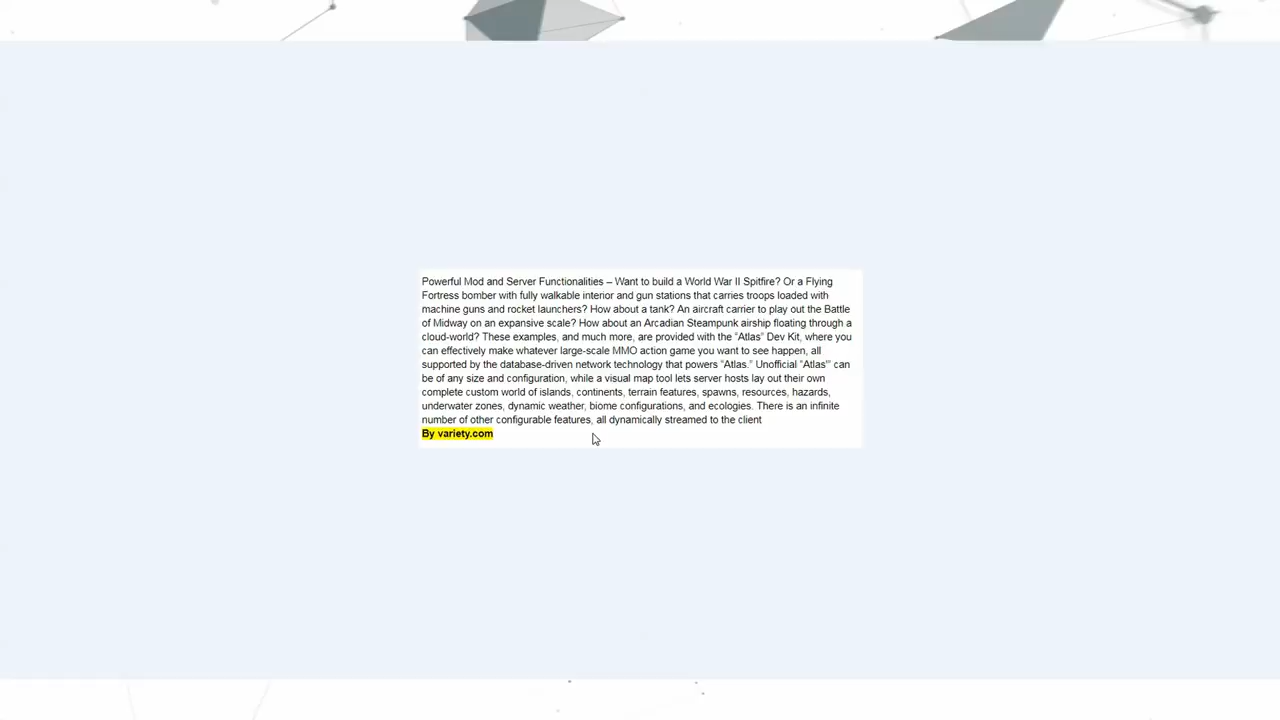 Powerful Mod and Server Functionalities – Want to build a World War II Spitfire? Or a Flying
Fortress bomber with fully walkable interior and gun stations that carries troops loaded with
machine guns and rocket launchers? How about a tank? An aircraft carrier to play out the Battle
of Midway on an expansive scale? How about an Arcadian Steampunk airship floating through a
cloud-world? These examples, and much more, are provided with the “Atlas” Dev Kit, where you
can effectively make whatever large-scale MMO action game you want to see happen, all
supported by the database-driven network technology that powers “Atlas.” Unofficial “Atlas’” can
be of any size and configuration, while a visual map tool lets server hosts lay out their own
complete custom world of islands, continents, terrain features, spawns, resources, hazards,
underwater zones, dynamic weather, biome configurations, and ecologies. There is an infinite
number of other configurable features, all dynamically streamed to the client
By variety.com